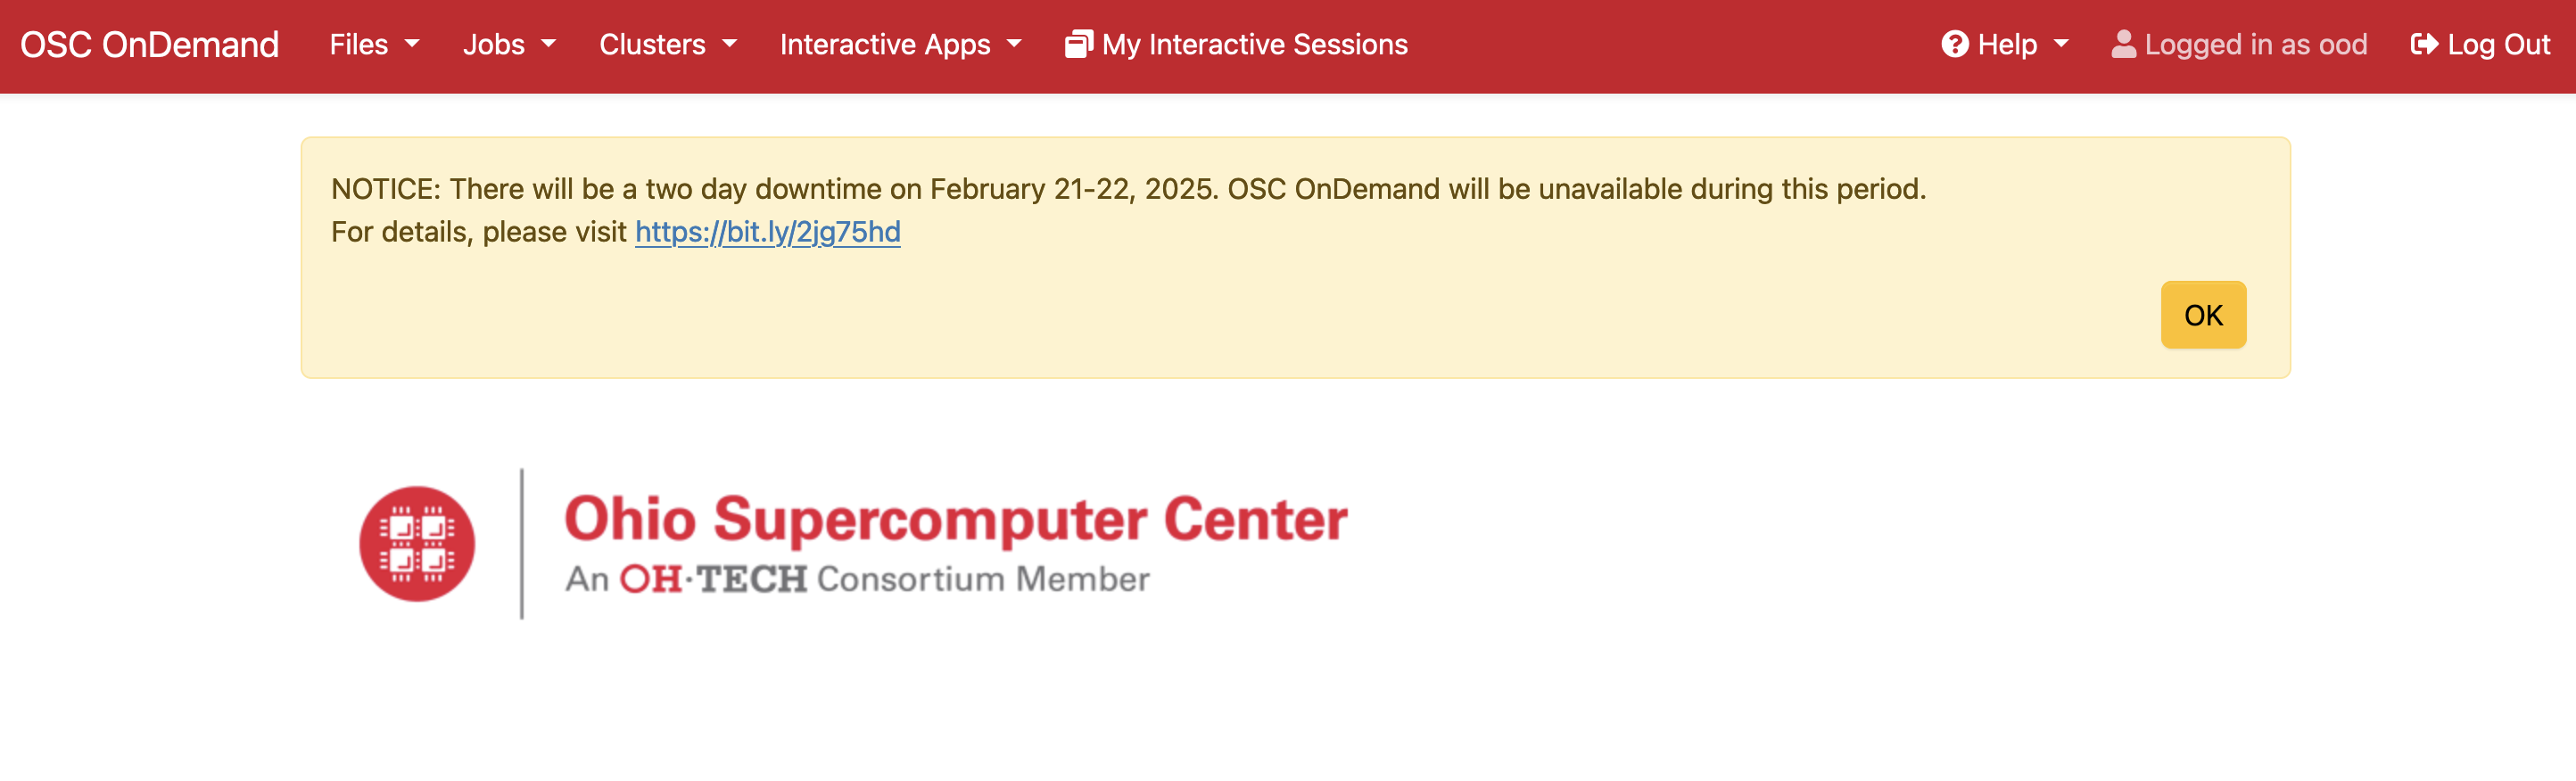 OSC OnDemand Files Jobs Clusters Interactive Apps My Interactive Sessions Help Logged in as ood Log Out
NOTICE: There will be a two day downtime on February 21-22, 2025. OSC OnDemand will be unavailable during this period.
For details, please visit https://bit.ly/2jg75hd
OK
Ohio Supercomputer Center
An OH·TECH Consortium Member